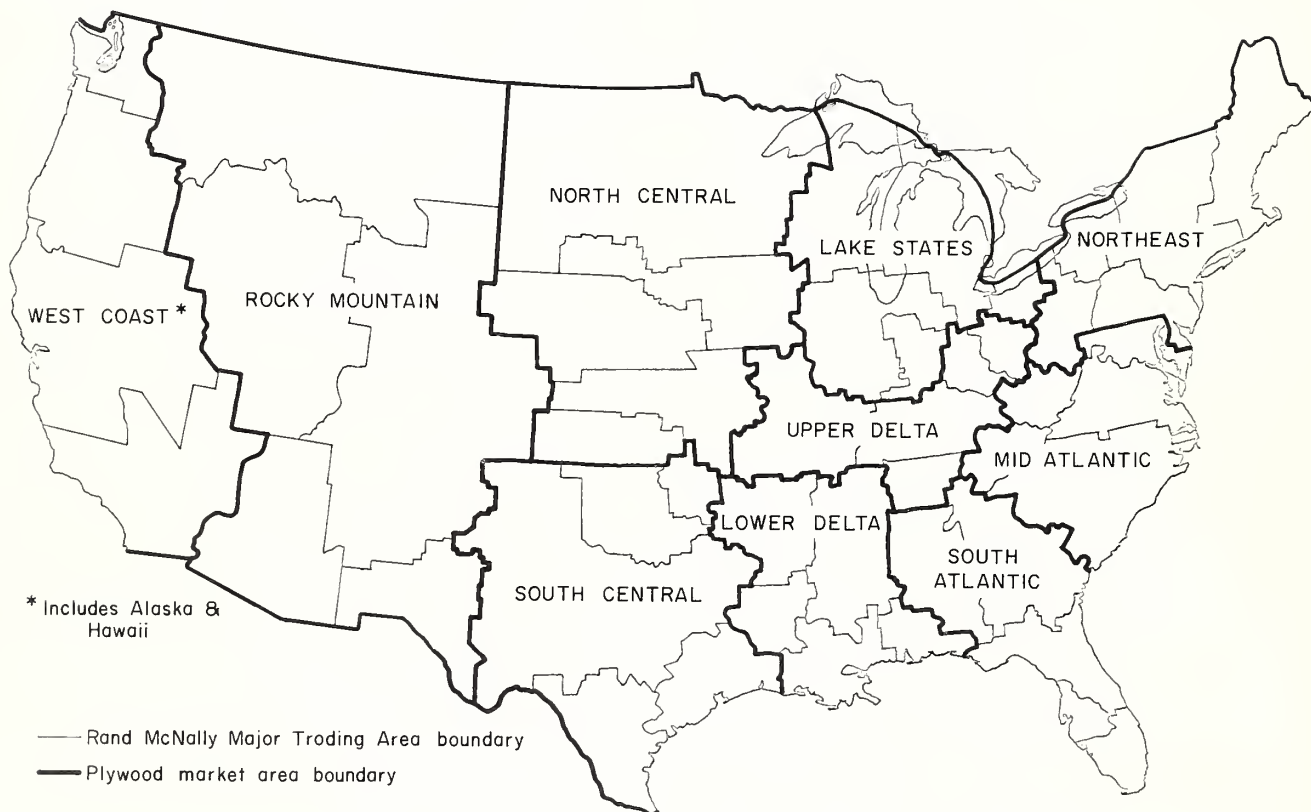 NORTH CENTRAL
LAKE STATES
NORTHEAST
WEST COAST *
ROCKY MOUNTAIN
UPPER DELTA
MID ATLANTIC
LOWER DELTA
SOUTH
ATLANTIC
SOUTH CENTRAL
* Includes Alaska &
Hawaii
Rand McNally Major Troding Area boundary
Plywood market area boundary